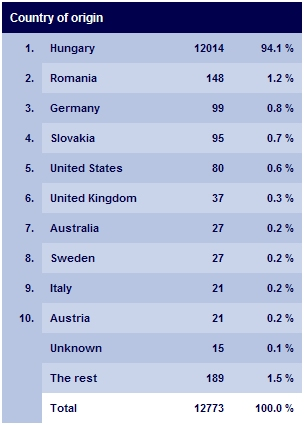 Country of origin
1. Hungary 12014 94.1 %
2. Romania 148 1.2 %
3. Germany 99 0.8 %
4. Slovakia 95 0.7 %
5. United States 80 0.6 %
6. United Kingdom 37 0.3 %
7. Australia 27 0.2 %
8. Sweden 27 0.2 %
9. Italy 21 0.2 %
10. Austria 21 0.2 %
Unknown 15 0.1 %
The rest 189 1.5 %
Total 12773 100.0 %